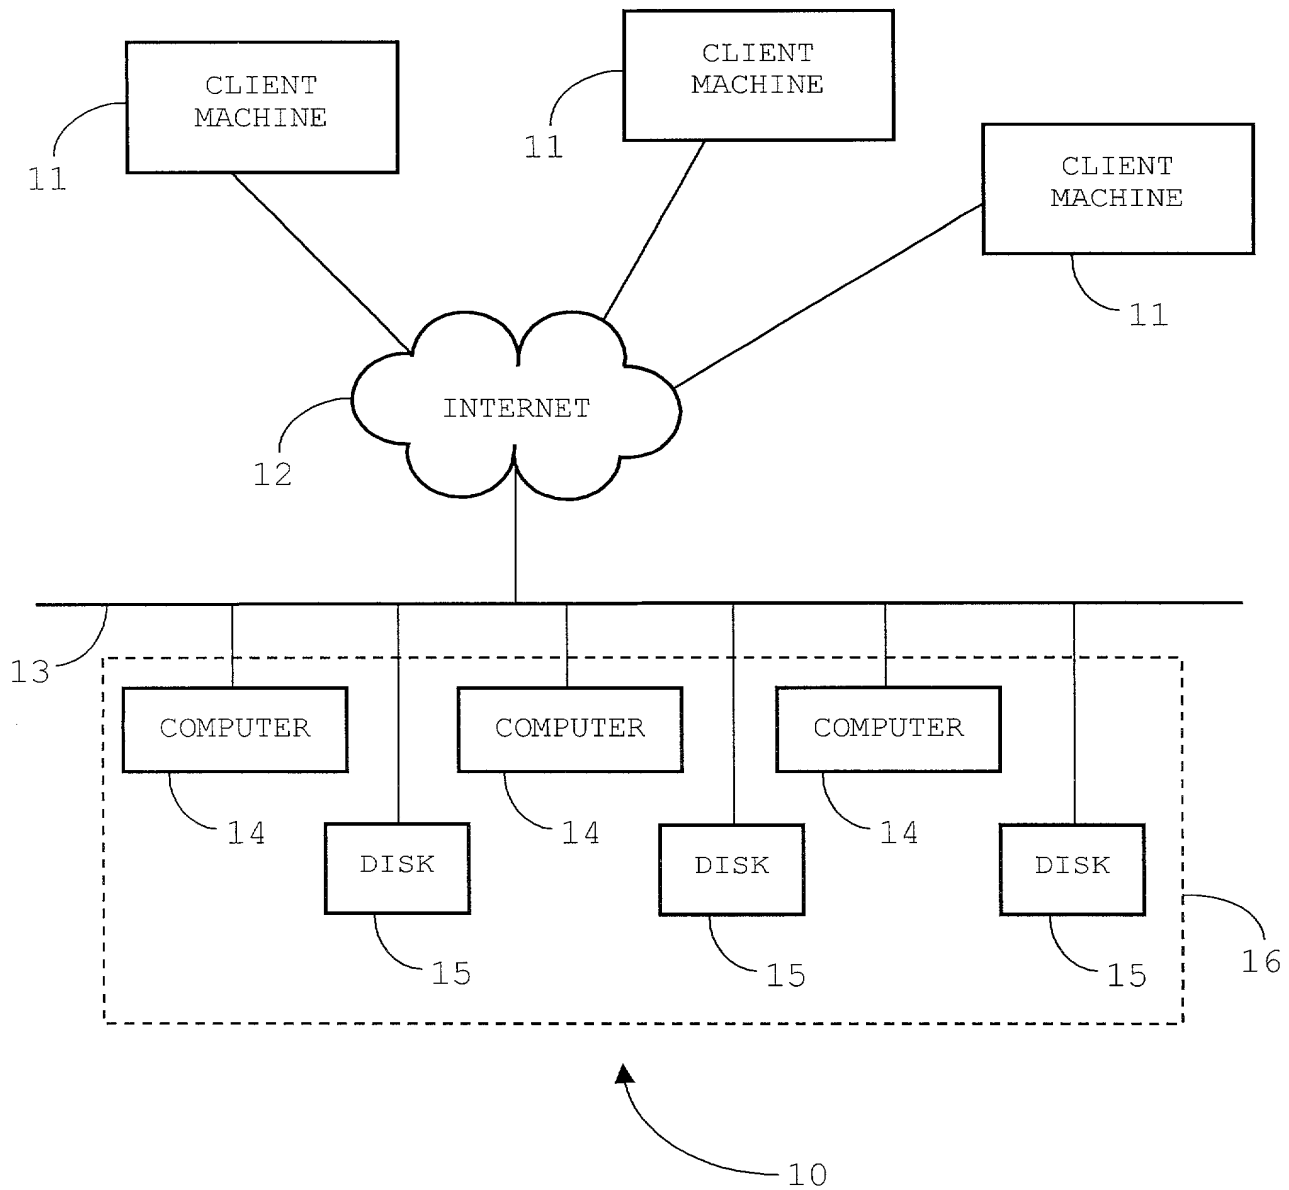 CLIENT
MACHINE
11
CLIENT
MACHINE
11
CLIENT
MACHINE
11
INTERNET
12
13
COMPUTER
COMPUTER
COMPUTER
14
14
14
DISK
DISK
DISK
15
15
15
16
10